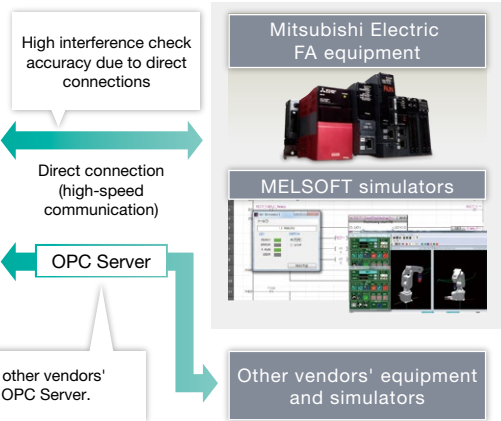 High interference check
accuracy due to direct
connections
Mitsubishi Electric
FA equipment
Direct connection
(high-speed
communication)
MELSOFT simulators
OPC Server
other vendors'
OPC Server.
Other vendors' equipment
and simulators